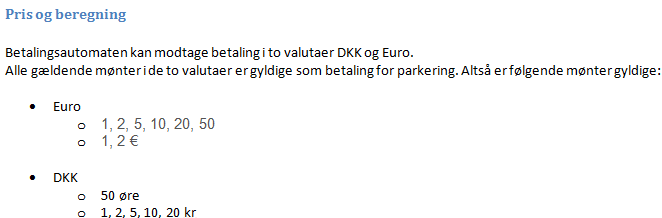 Pris og beregning
Betalingsautomaten kan modtage betaling i to valutaer DKK og Euro.
Alle gældende mønter i de to valutaer er gyldige som betaling for parkering. Altså er følgende mønter gyldige:
• Euro
o 1, 2, 5, 10, 20, 50
o 1, 2 €
• DKK
o 50 øre
o 1, 2, 5, 10, 20 kr